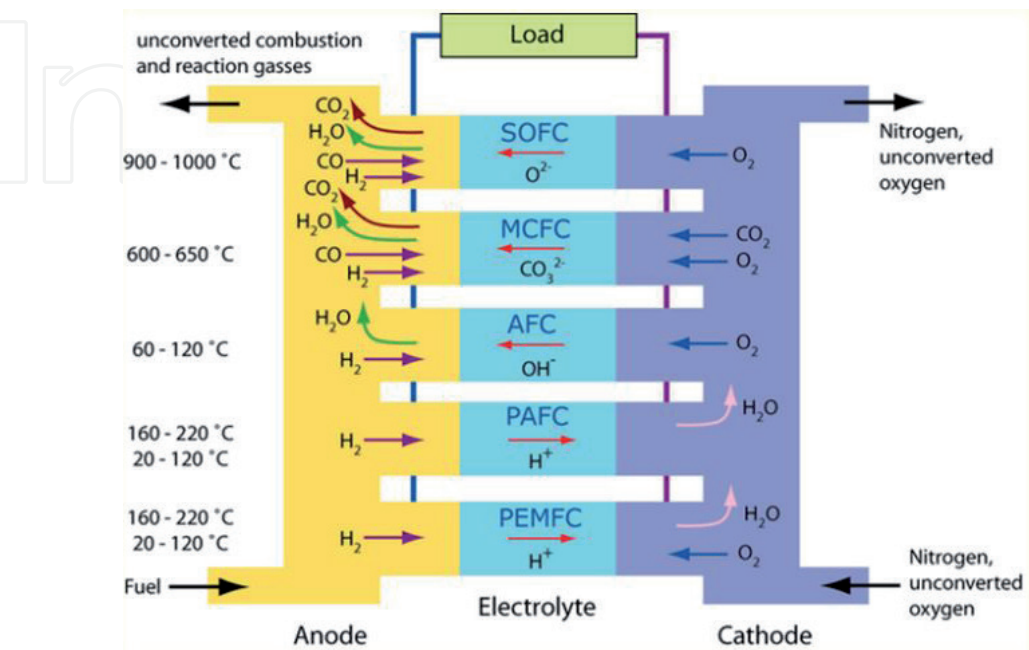 Load
unconverted combustion
and reaction gasses
CO₂
H₂O
SOFC
Nitrogen,
unconverted
oxygen
900 - 1000 ˚C
CO
H₂
O²⁻
O₂
CO₂
H₂O
MCFC
CO₂
600 - 650 ˚C
CO
H₂
CO₃²⁻
O₂
H₂O
AFC
60 - 120 ˚C
H₂
OH⁻
O₂
PAFC
H₂O
160 - 220 ˚C
20 - 120 ˚C
H₂
H⁺
160 - 220 ˚C
20 - 120 ˚C
PEMFC
H₂O
H₂
H⁺
O₂
Fuel
Nitrogen,
unconverted
oxygen
Electrolyte
Anode
Cathode